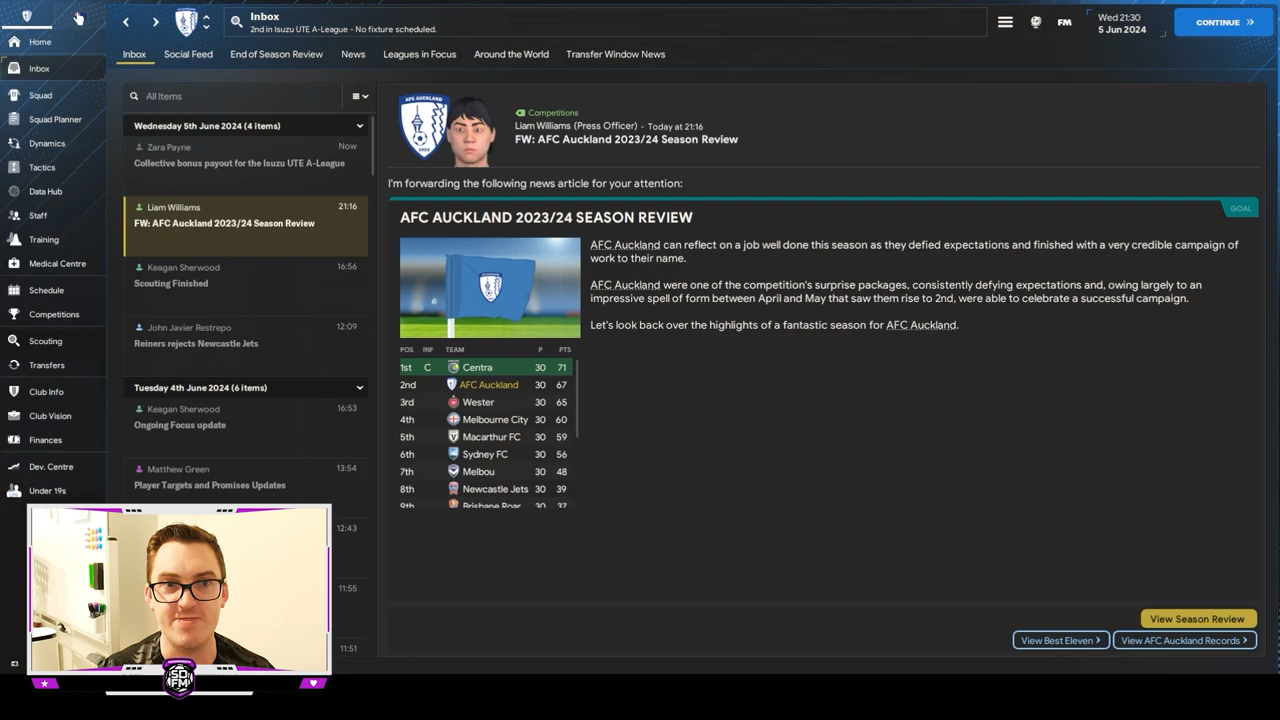 Inbox
2nd in Isuzu UTE A-League - No fixture scheduled.
FM
Wed 21:30
5 Jun 2024
CONTINUE
Home
Inbox
Squad
Squad Planner
Dynamics
Tactics
Data Hub
Staff
Training
Medical Centre
Schedule
Competitions
Scouting
Transfers
Club Info
Club Vision
Finances
Dev. Centre
Under 19s
Inbox Social Feed End of Season Review News Leagues in Focus Around the World Transfer Window News
All Items
Wednesday 5th June 2024 (4 items)
Zara Payne Now
Collective bonus payout for the Isuzu UTE A-League
Liam Williams 21:16
FW: AFC Auckland 2023/24 Season Review
Keagan Sherwood 16:56
Scouting Finished
John Javier Restrepo 12:09
Reiners rejects Newcastle Jets
Tuesday 4th June 2024 (6 items)
Keagan Sherwood 16:53
Ongoing Focus update
Matthew Green 13:54
Player Targets and Promises Updates
12:43
11:55
11:51
AFC AUCKLAND
2023
Competitions
Liam Williams (Press Officer) - Today at 21:16
FW: AFC Auckland 2023/24 Season Review
I'm forwarding the following news article for your attention:
GOAL
AFC AUCKLAND 2023/24 SEASON REVIEW
AFC Auckland can reflect on a job well done this season as they defied expectations and finished with a very credible campaign of
work to their name.
AFC Auckland were one of the competition's surprise packages, consistently defying expectations and, owing largely to an
impressive spell of form between April and May that saw them rise to 2nd, were able to celebrate a successful campaign.
Let's look back over the highlights of a fantastic season for AFC Auckland.
POS INF TEAM P PTS
1st C Centra 30 71
2nd AFC Auckland 30 67
3rd Wester 30 65
4th Melbourne City 30 60
5th Macarthur FC 30 59
6th Sydney FC 30 56
7th Melbou 30 48
8th Newcastle Jets 30 39
9th Brisbane Roar 30 37
View Season Review
View Best Eleven
View AFC Auckland Records
SDFM